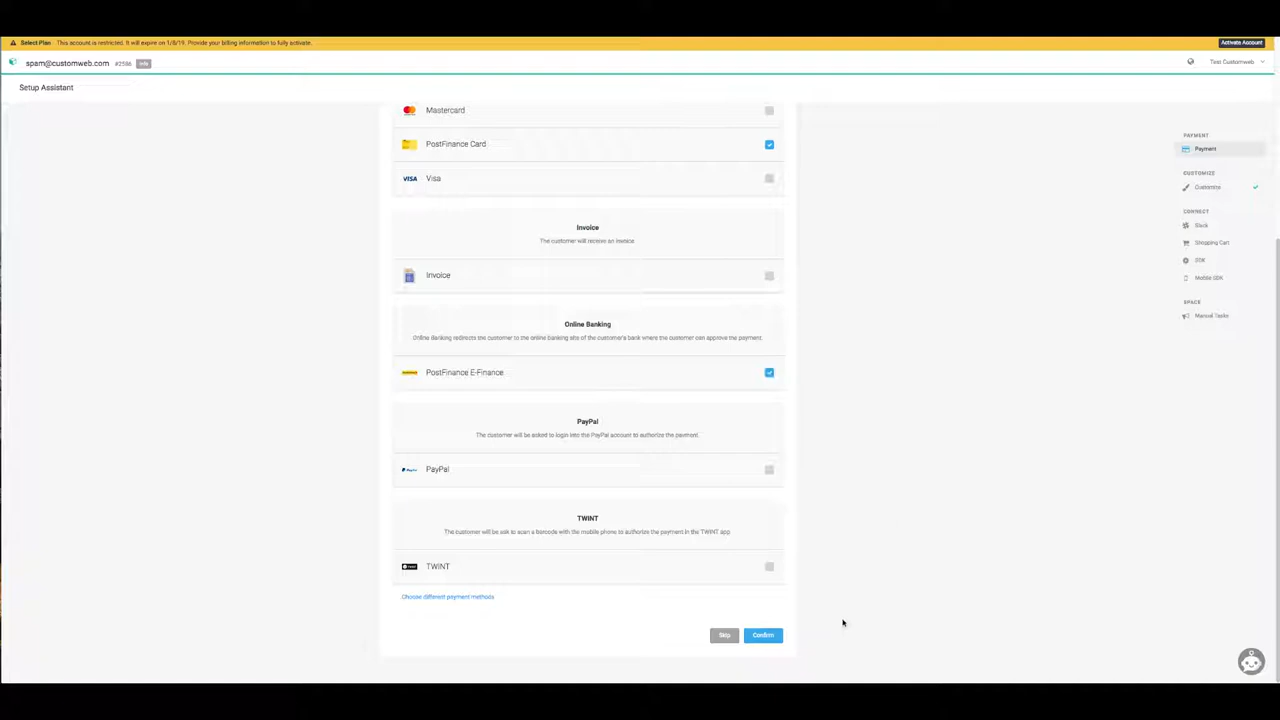 Select Plan This account is restricted. It will expire on 1/8/19. Provide your billing information to fully activate. Activate Account
spam@customweb.com #2586 Info Test Customweb
Setup Assistant
Mastercard
PostFinance Card
VISA Visa
Invoice
The customer will receive an invoice
Invoice
Online Banking
Online Banking redirects the customer to the online banking site of the customer's bank where the customer can approve the payment.
PostFinance E-Finance
PayPal
The customer will be asked to login into the PayPal account to authorize the payment.
PayPal PayPal
TWINT
The customer will be ask to scan a barcode with the mobile phone to authorize the payment in the TWINT app
TWINT TWINT
Choose different payment methods
Skip Confirm
PAYMENT
Payment
CUSTOMIZE
Customize
CONNECT
Slack
Shopping Cart
SDK
Mobile SDK
SPACE
Manual Tasks